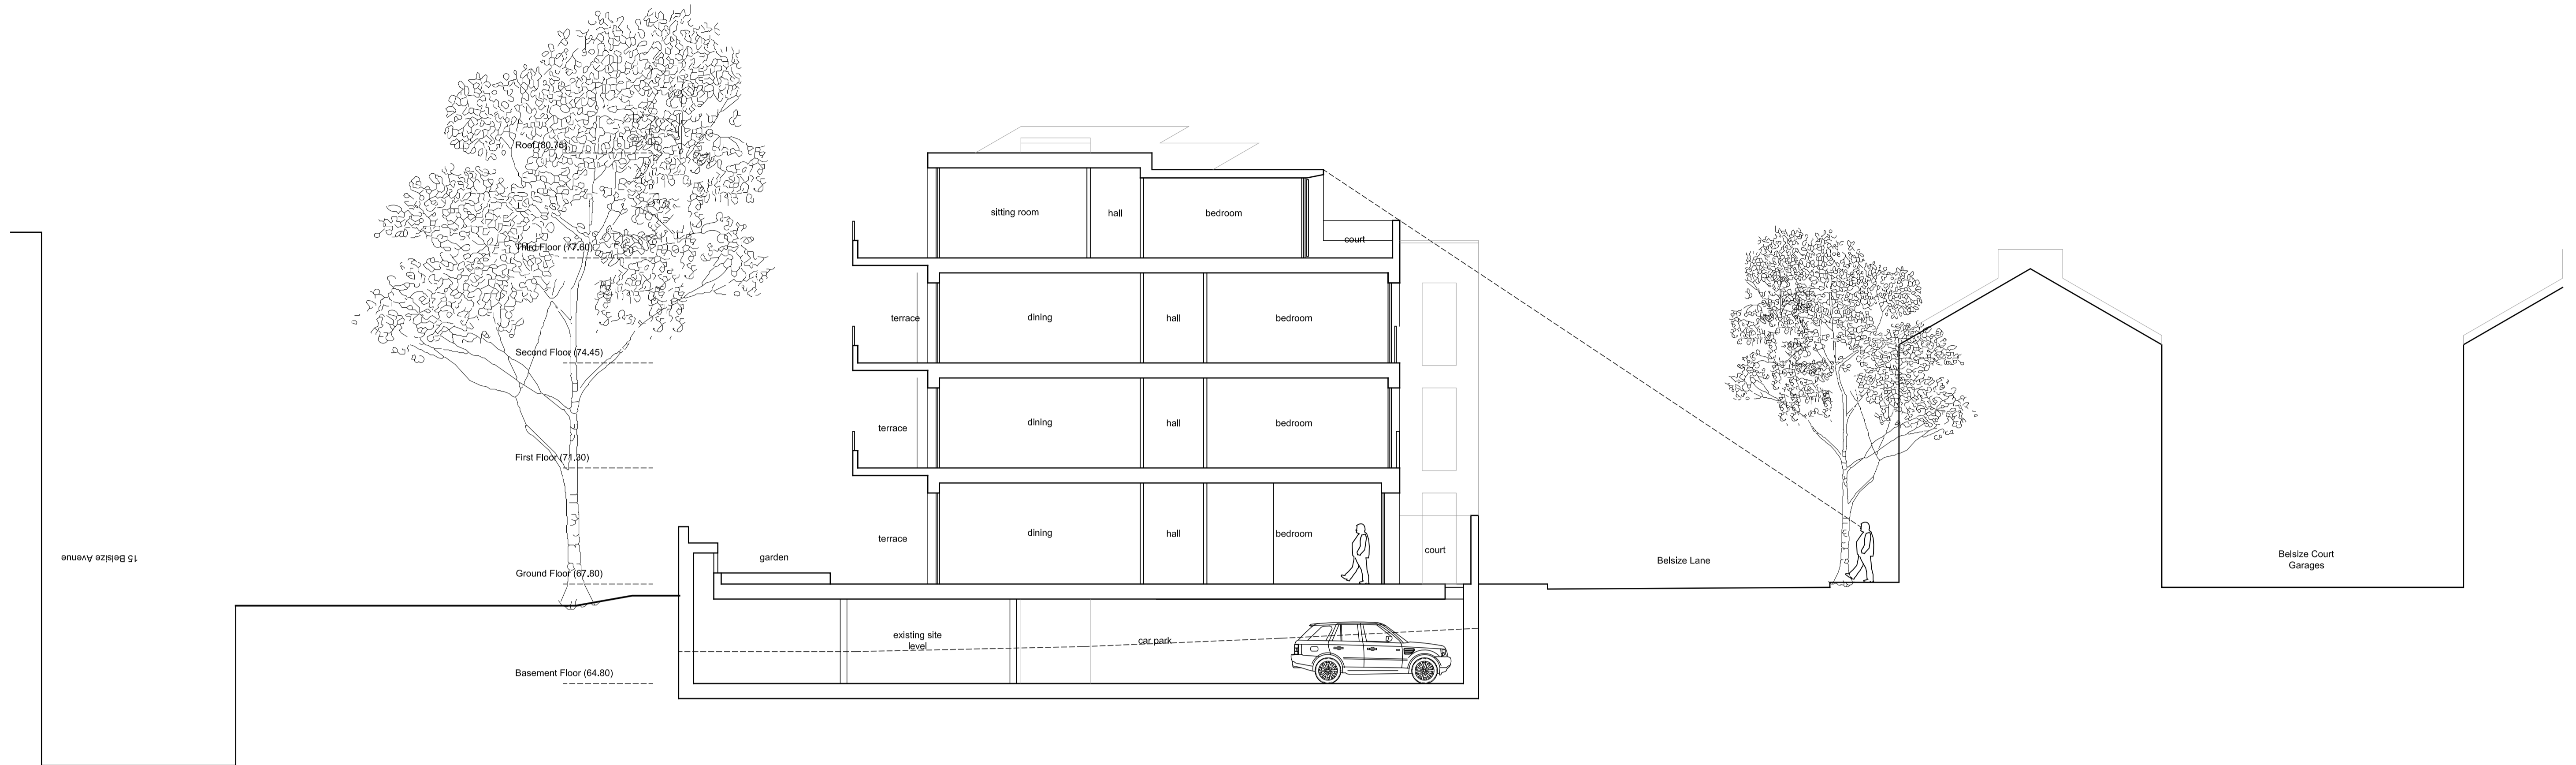 Roof (80.75)
sitting room
hall
bedroom
court
Third Floor (77.60)
terrace
dining
hall
bedroom
Second Floor (74.45)
terrace
dining
hall
bedroom
First Floor (71.30)
terrace
dining
hall
bedroom
court
garden
15 Belsize Avenue
Belsize Lane
Belsize Court
Garages
Ground Floor (67.80)
existing site
level
car park
Basement Floor (64.80)